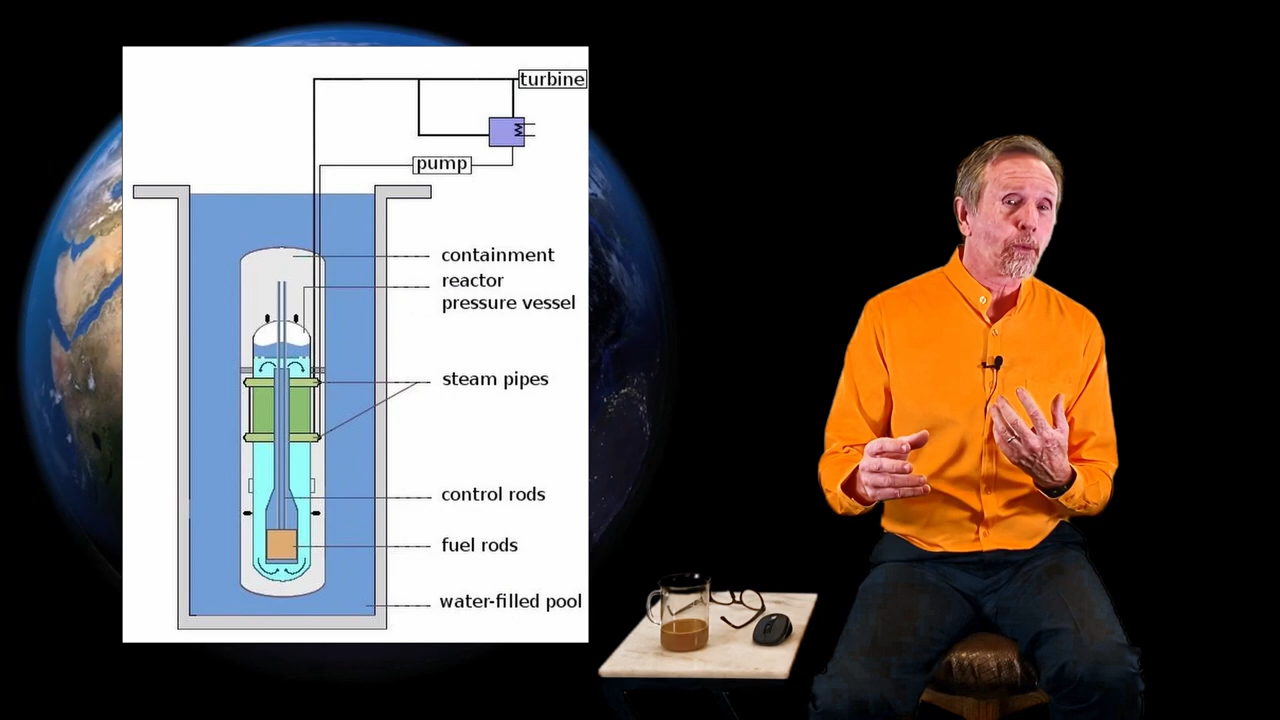 turbine
pump
containment
reactor
pressure vessel
steam pipes
control rods
fuel rods
water-filled pool